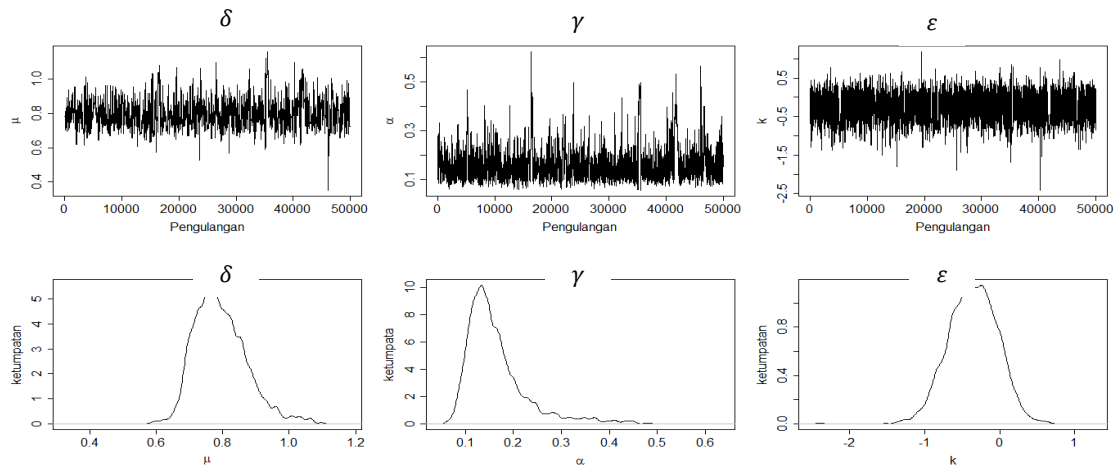 δ γ ε
μ
1.0
0.8
0.6
0.4
0 10000 20000 30000 40000 50000
Pengulangan
α
0.5
0.3
0.1
0 10000 20000 30000 40000 50000
Pengulangan
k
0.5
-0.5
-1.5
-2.5
0 10000 20000 30000 40000 50000
Pengulangan
δ γ ε
ketumpatan
5
4
3
2
1
0
0.4 0.6 0.8 1.0 1.2
μ
ketumpata
10
8
6
4
2
0
0.1 0.2 0.3 0.4 0.5 0.6
α
ketumpatan
0.8
0.4
0.0
-2 -1 0 1
k